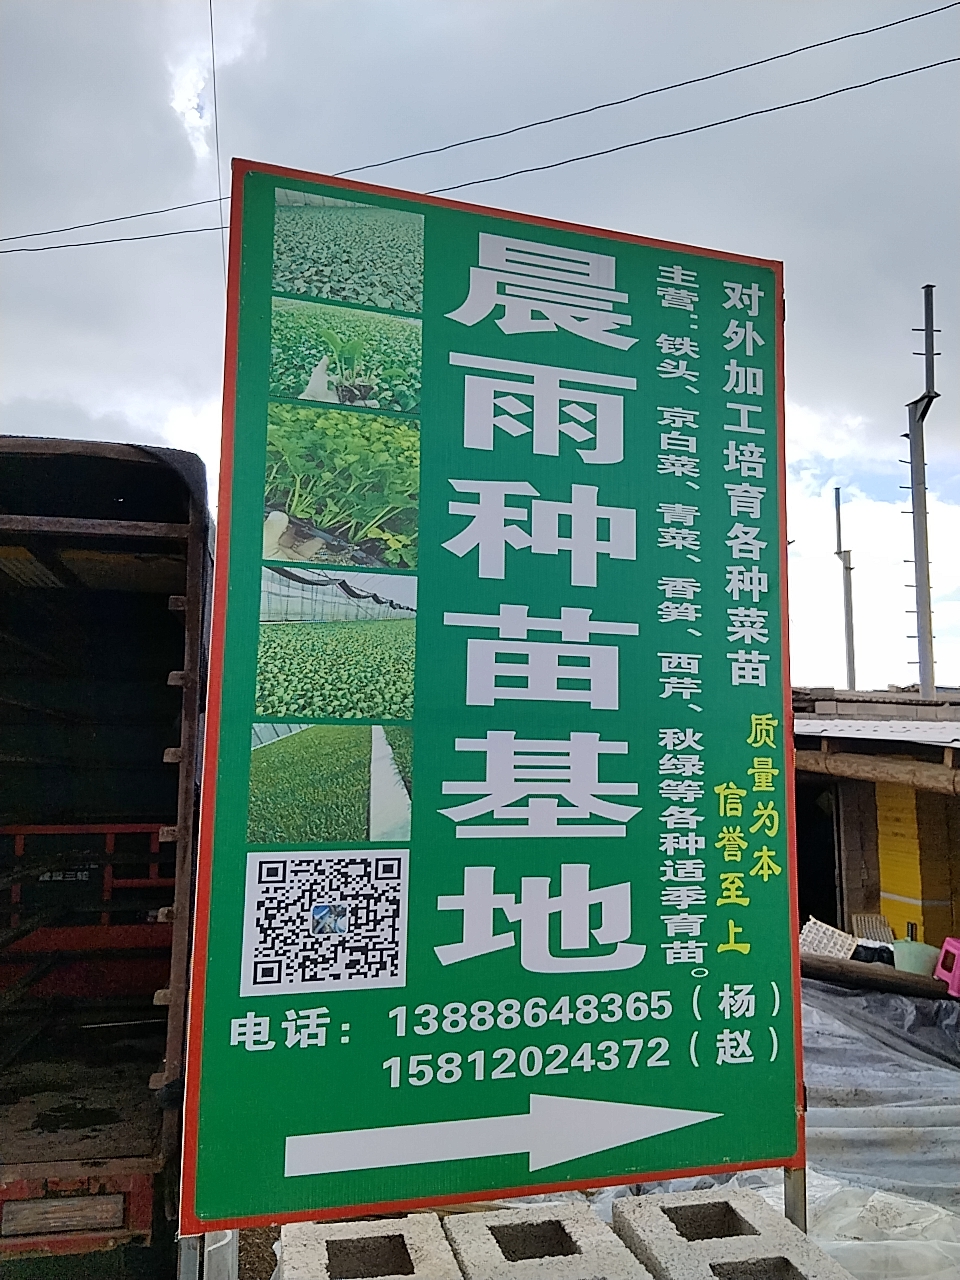 对外加工培育各种菜苗
质量为本
信誉至上
主营:铁头、京白菜、青菜、香笋、西芹、秋绿等各种适季育苗。
晨雨种苗基地
电话: 13888648365(杨)
15812024372(赵)